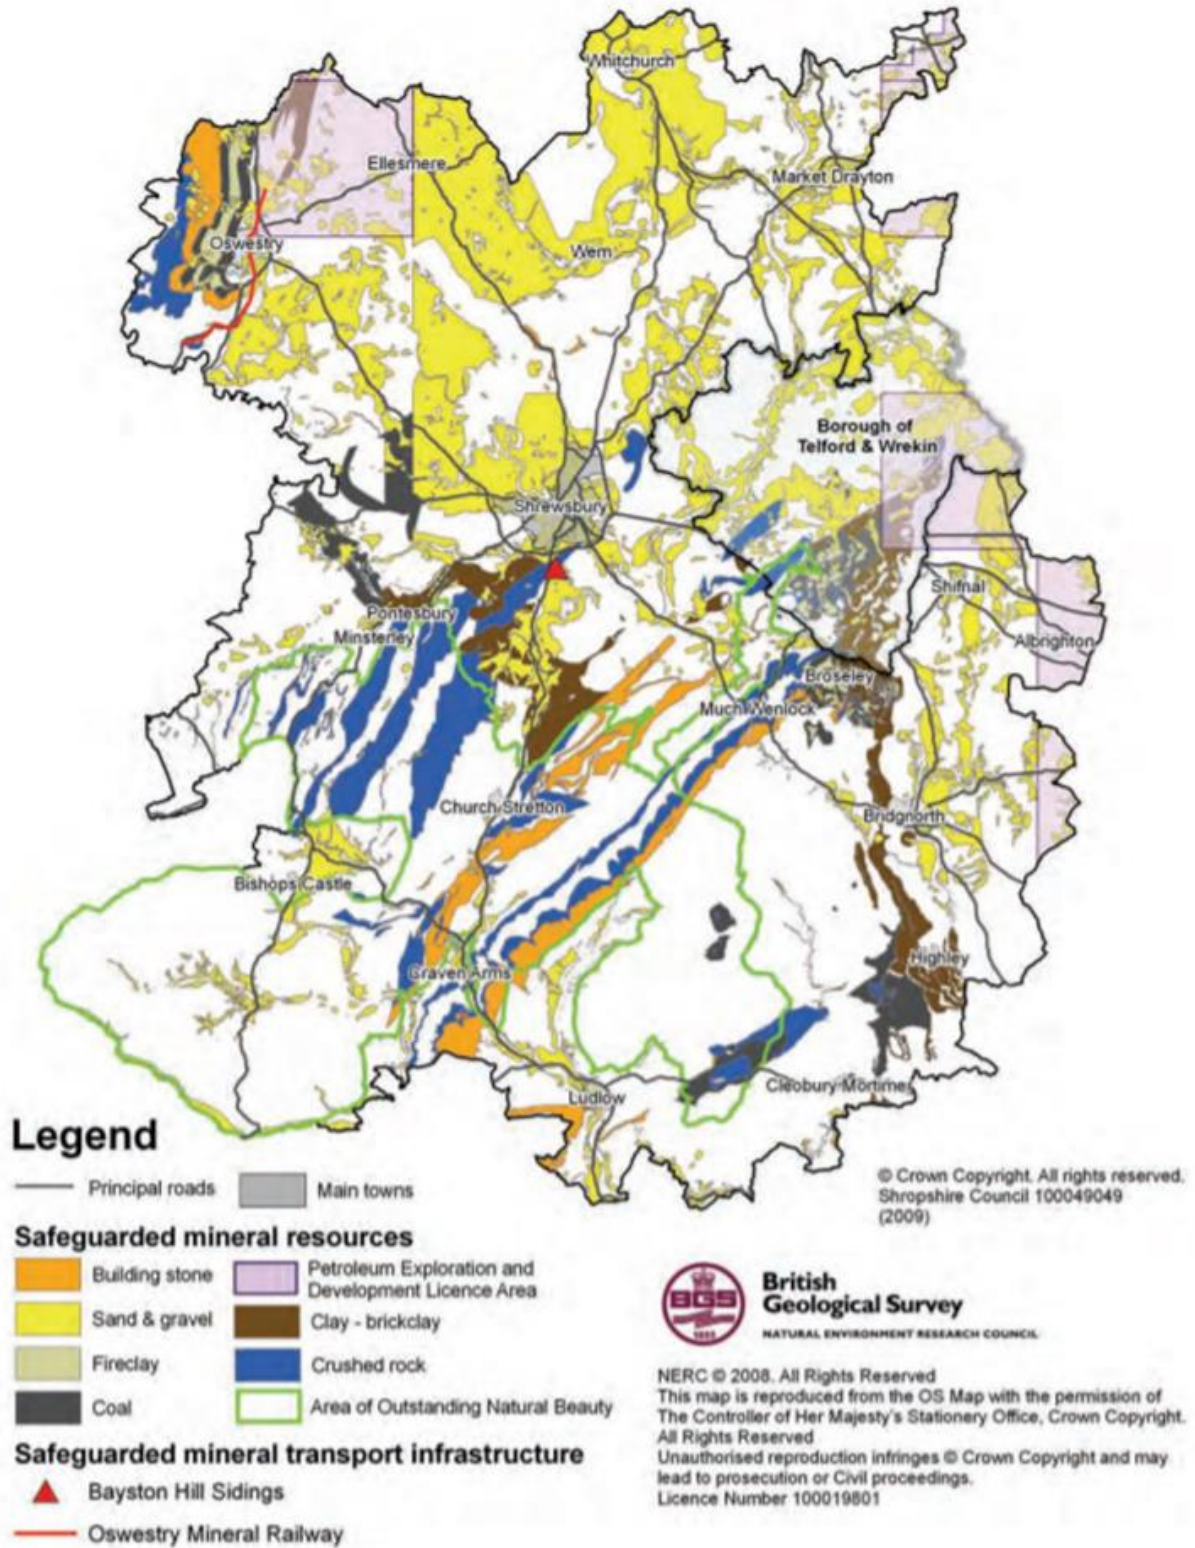 Whitchurch
Ellesmere
Market Drayton
Oswestry
Wem
Borough of
Telford & Wrekin
Shrewsbury
Shifnal
Pontesbury
Minsterley
Albrighton
Broseley
Much Wenlock
Church Stretton
Bridgnorth
Bishops Castle
Highley
Craven Arms
Cleobury Mortimer
Ludlow
Legend
Principal roads
Main towns
Safeguarded mineral resources
Building stone
Petroleum Exploration and
Development Licence Area
Sand & gravel
Clay - brickclay
Fireclay
Crushed rock
Coal
Area of Outstanding Natural Beauty
Safeguarded mineral transport infrastructure
Bayston Hill Sidings
Oswestry Mineral Railway
© Crown Copyright. All rights reserved.
Shropshire Council 100049049
(2009)
BGS
1835
British
Geological Survey
NATURAL ENVIRONMENT RESEARCH COUNCIL
NERC © 2008. All Rights Reserved
This map is reproduced from the OS Map with the permission of
The Controller of Her Majesty's Stationery Office, Crown Copyright.
All Rights Reserved
Unauthorised reproduction infringes © Crown Copyright and may
lead to prosecution or Civil proceedings.
Licence Number 100019801